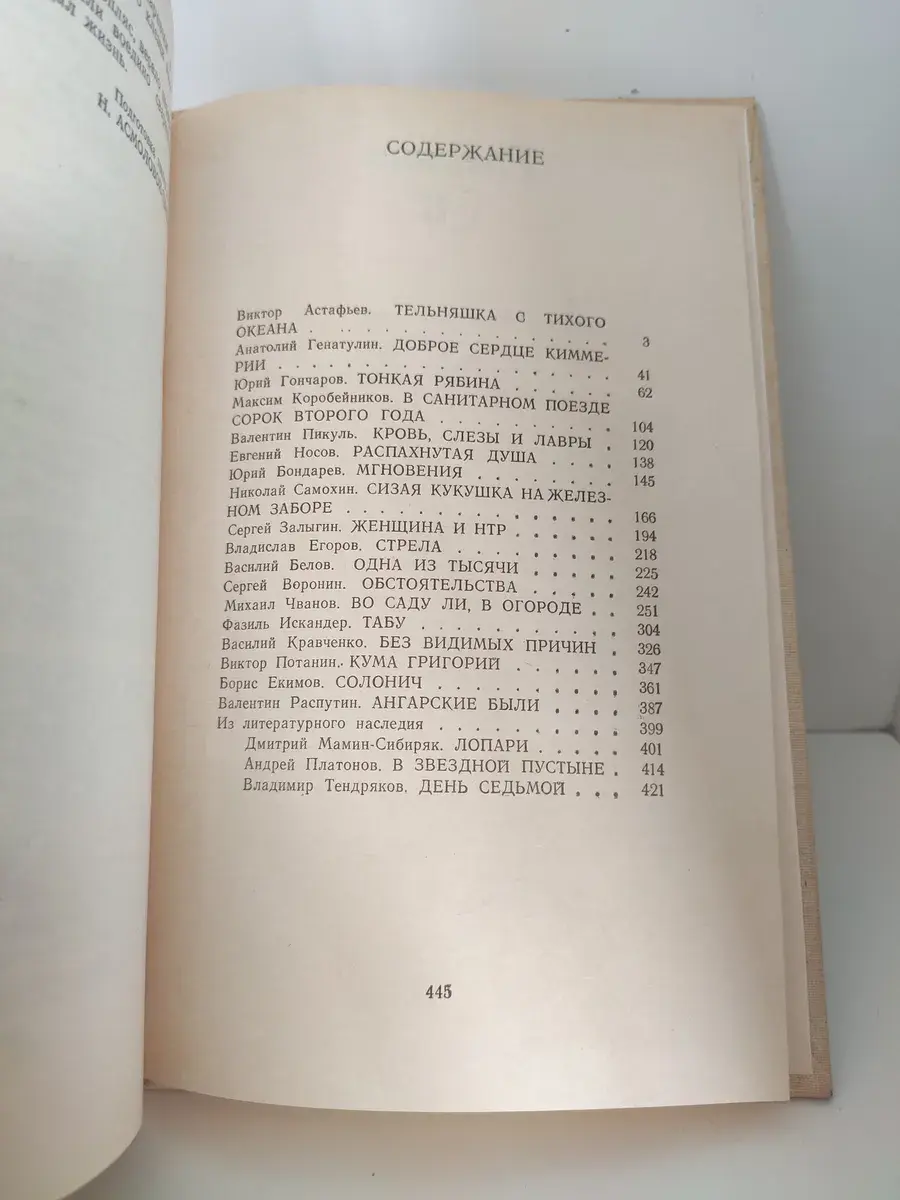 жизнь.
Н. АСМОЛОВ
СОДЕРЖАНИЕ
Виктор Астафьев. ТЕЛЬНЯШКА С ТИХОГО
ОКЕАНА . . . . . . . . . . . . 3
Анатолий Генатулин. ДОБРОЕ СЕРДЦЕ КИММЕ-
РИИ . . . . . . . . . . . . . . 41
Юрий Гончаров. ТОНКАЯ РЯБИНА . . . . . 62
Максим Коробейников. В САНИТАРНОМ ПОЕЗДЕ
СОРОК ВТОРОГО ГОДА . . . . . . . . 104
Валентин Пикуль. КРОВЬ, СЛЕЗЫ И ЛАВРЫ . 120
Евгений Носов. РАСПАХНУТАЯ ДУША . . . . 138
Юрий Бондарев. МГНОВЕНИЯ . . . . . . . 145
Николай Самохин. СИЗАЯ КУКУШКА НА ЖЕЛЕЗ-
НОМ ЗАБОРЕ . . . . . . . . . . . 166
Сергей Залыгин. ЖЕНЩИНА И НТР . . . . . 194
Владислав Егоров. СТРЕЛА . . . . . . . . 218
Василий Белов. ОДНА ИЗ ТЫСЯЧИ . . . . . 225
Сергей Воронин. ОБСТОЯТЕЛЬСТВА . . . . . 242
Михаил Чванов. ВО САДУ ЛИ, В ОГОРОДЕ . . 251
Фазиль Искандер. ТАБУ . . . . . . . . . . 304
Василий Кравченко. БЕЗ ВИДИМЫХ ПРИЧИН . 326
Виктор Потанин. КУМА ГРИГОРИЙ . . . . . 347
Борис Екимов. СОЛОНИЧ . . . . . . . . . 361
Валентин Распутин. АНГАРСКИЕ БЫЛИ . . . . 387
Из литературного наследия . . . . . . . . . 399
Дмитрий Мамин-Сибиряк. ЛОПАРИ . . . . . 401
Андрей Платонов. В ЗВЕЗДНОЙ ПУСТЫНЕ . 414
Владимир Тендряков. ДЕНЬ СЕДЬМОЙ . . . 421
445